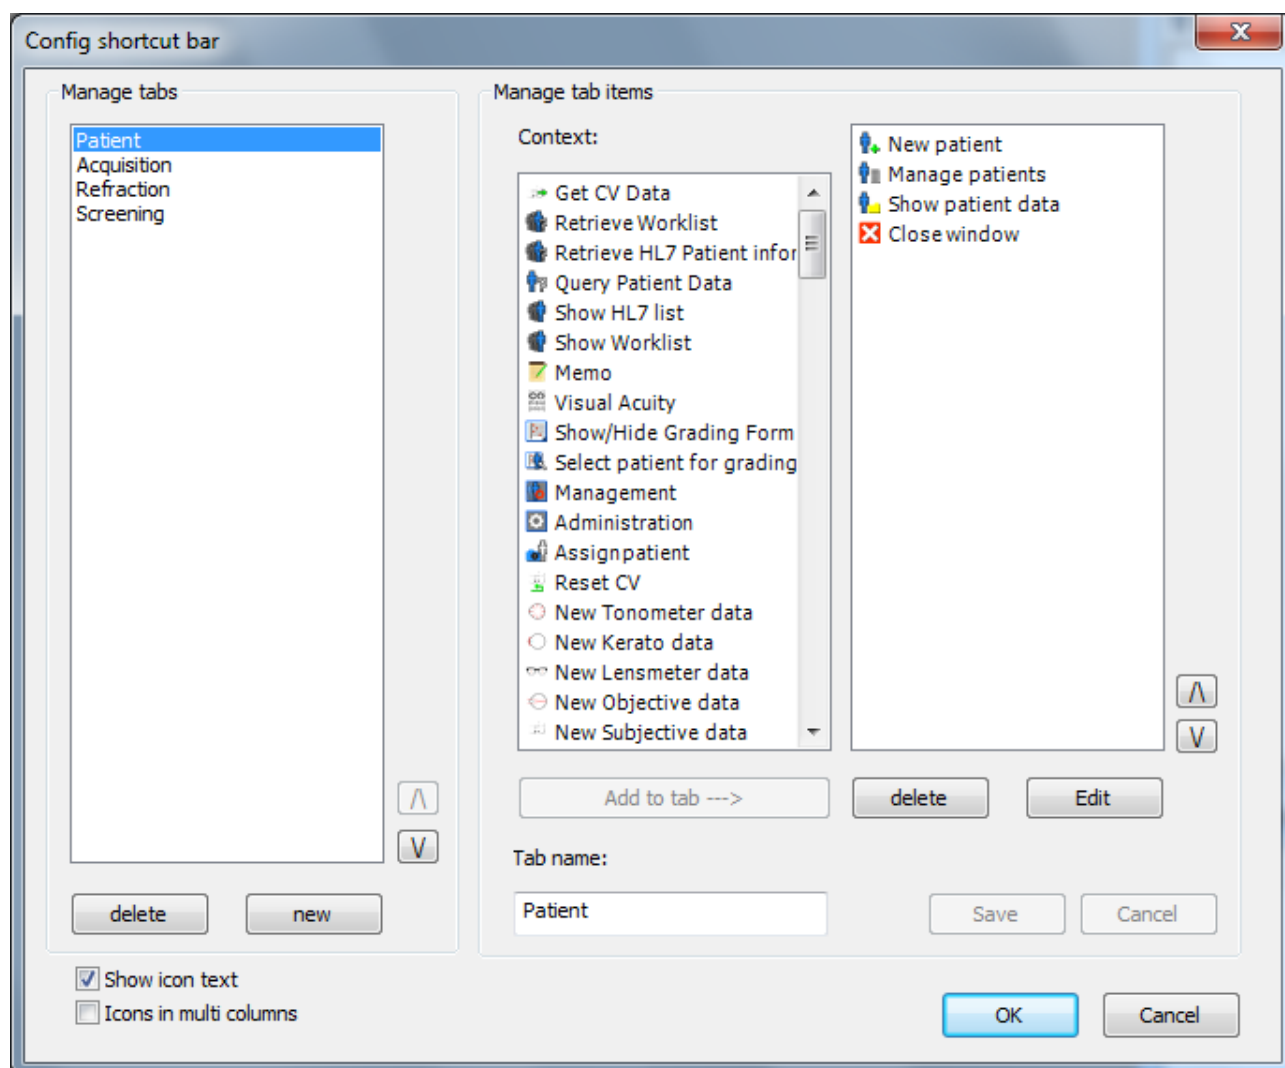 Config shortcut bar
Manage tabs
Patient
Acquisition
Refraction
Screening
/\
V
delete
new
Show icon text
Icons in multi columns
Manage tab items
Context:
Get CV Data
Retrieve Worklist
Retrieve HL7 Patient infor
Query Patient Data
Show HL7 list
Show Worklist
Memo
Visual Acuity
Show/Hide Grading Form
Select patient for grading
Management
Administration
Assign patient
Reset CV
New Tonometer data
New Kerato data
New Lensmeter data
New Objective data
New Subjective data
New patient
Manage patients
Show patient data
Close window
/\
V
Add to tab --->
delete
Edit
Tab name:
Patient
Save
Cancel
OK
Cancel